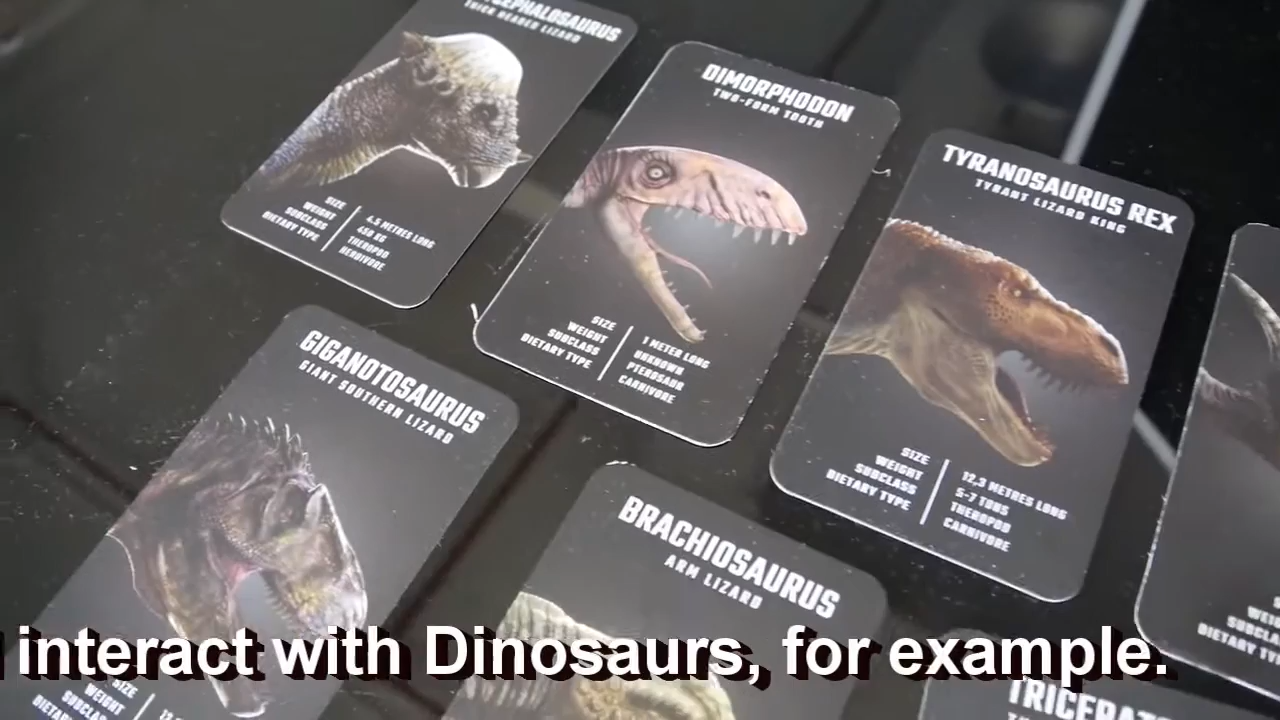 THICK HEADED LIZARD
SIZE
WEIGHT
SUBCLASS
DIETARY TYPE
4,5 METRES LONG
450 KG
THEROPOD
HERBIVORE
DIMORPHODON
TWO-FORM TOOTH
SIZE
WEIGHT
SUBCLASS
DIETARY TYPE
1 METER LONG
UNKNOWN
PTEROSAUR
CARNIVORE
TYRANOSAURUS REX
TYRANT LIZARD KING
SIZE
WEIGHT
SUBCLASS
DIETARY TYPE
12,3 METRES LONG
5-7 TONS
THEROPOD
CARNIVORE
GIGANOTOSAURUS
GIANT SOUTHERN LIZARD
SIZE
WEIGHT
BRACHIOSAURUS
ARM LIZARD
DIETARY TYPE
interact with Dinosaurs, for example.